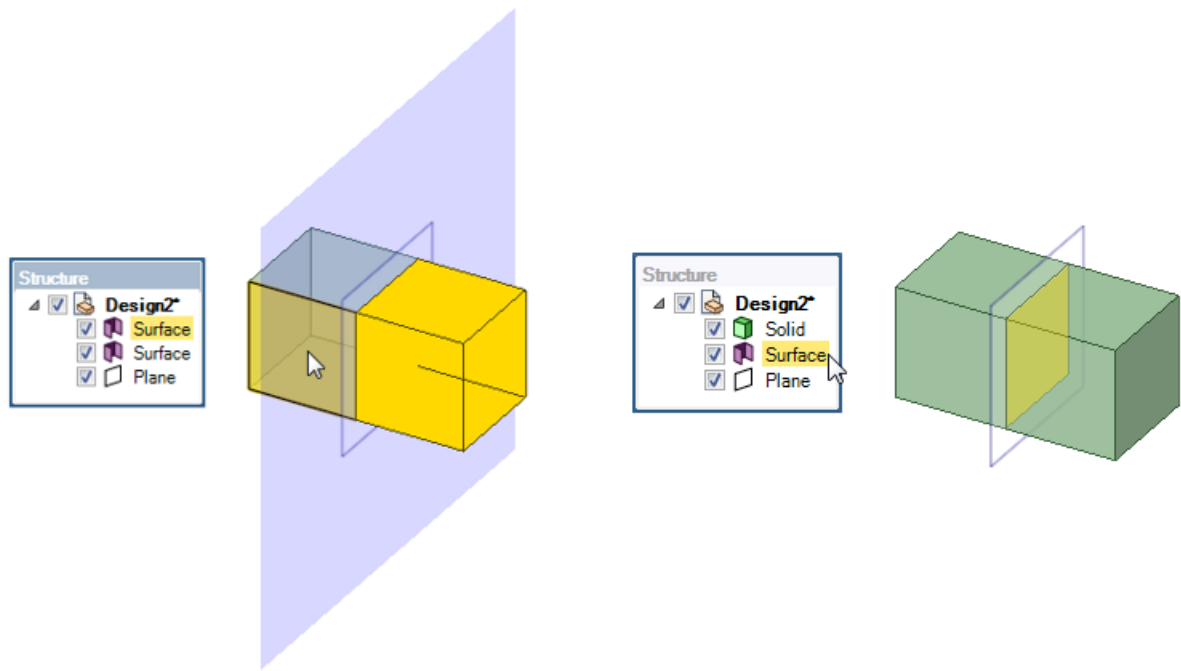 Structure
Design2*
Surface
Surface
Plane
Structure
Design2*
Solid
Surface
Plane